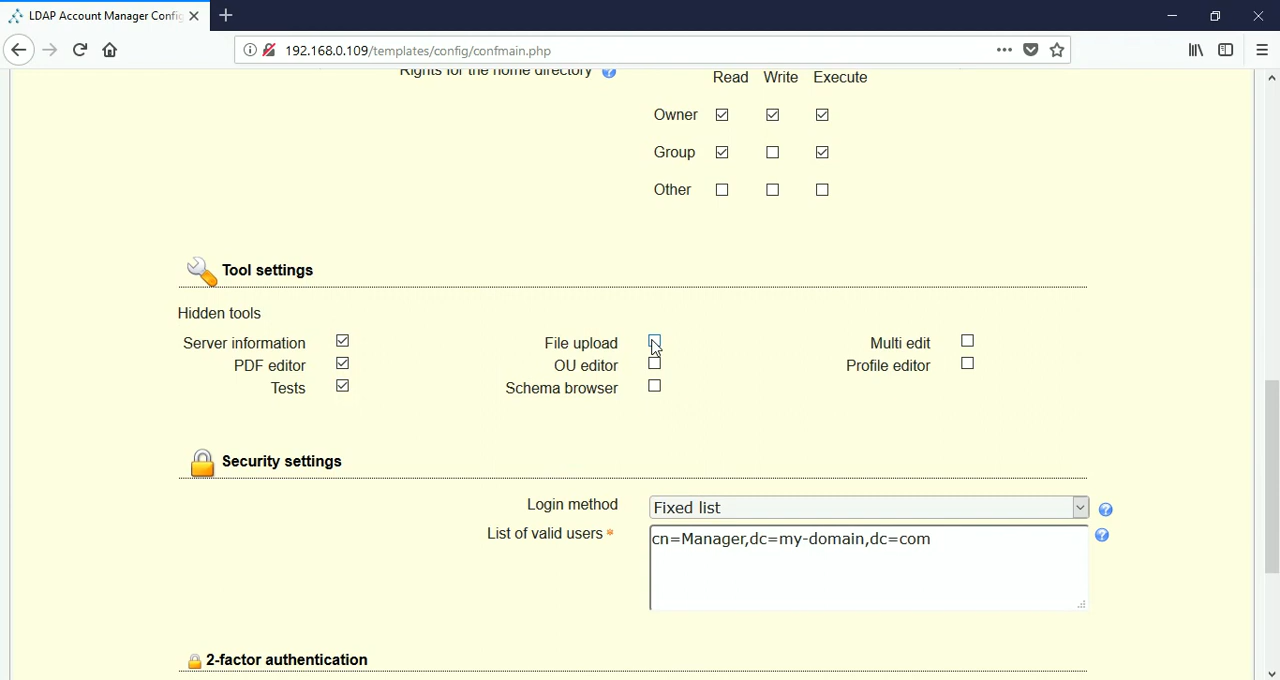 LDAP Account Manager Config
192.168.0.109/templates/config/confmain.php
Rights for the home directory
Read Write Execute
Owner
Group
Other
Tool settings
Hidden tools
Server information File upload Multi edit
PDF editor OU editor Profile editor
Tests Schema browser
Security settings
Login method Fixed list
List of valid users * cn=Manager,dc=my-domain,dc=com
2-factor authentication